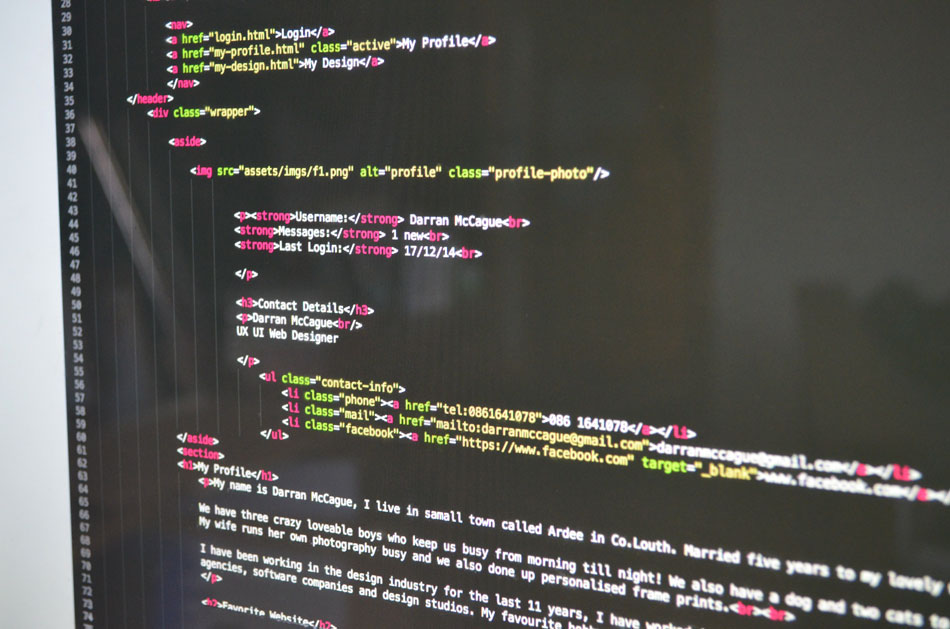 28
29
30 <nav>
31 <a href="login.html">Login</a>
32 <a href="my-profile.html" class="active">My Profile</a>
33 <a href="my-design.html">My Design</a>
34 </nav>
35 </header>
36 <div class="wrapper">
37
38 <aside>
39
40 <img src="assets/imgs/f1.png" alt="profile" class="profile-photo"/>
41
42
43 <p><strong>Username:</strong> Darran McCague<br>
44 <strong>Messages:</strong> 1 new<br>
45 <strong>Last Login:</strong> 17/12/14<br>
46
47 </p>
48
49 <h3>Contact Details</h3>
50 <p>Darran McCague<br/>
51 UX UI Web Designer
52
53 </p>
54 <ul class="contact-info">
55 <li class="phone"><a href="tel:0861641078">086 1641078</a></li>
56 <li class="mail"><a href="mailto:darranmccague@gmail.com">darranmccague@gmail.com</a></li>
57 <li class="facebook"><a href="https://www.facebook.com" target="_blank">www.facebook.com</a>
58 </ul>
59 </aside>
60 <section>
61 <h1>My Profile</h1>
62 <p>My name is Darran McCague, I live in samall town called Ardee in Co.Louth. Married five years to my lovely
63
64 We have three crazy loveable boys who keep us busy from morning till night! We also have a dog and two cats
65 My wife runs her own photography busy and we also done up personalised frame prints.<br><br>
66
67 I have been working in the design industry for the last 11 years, I have
68 agencies, software companies and design studios. My favourite
69 </p>
70
71 <h2>Favorite Website</h2>
72
73
74